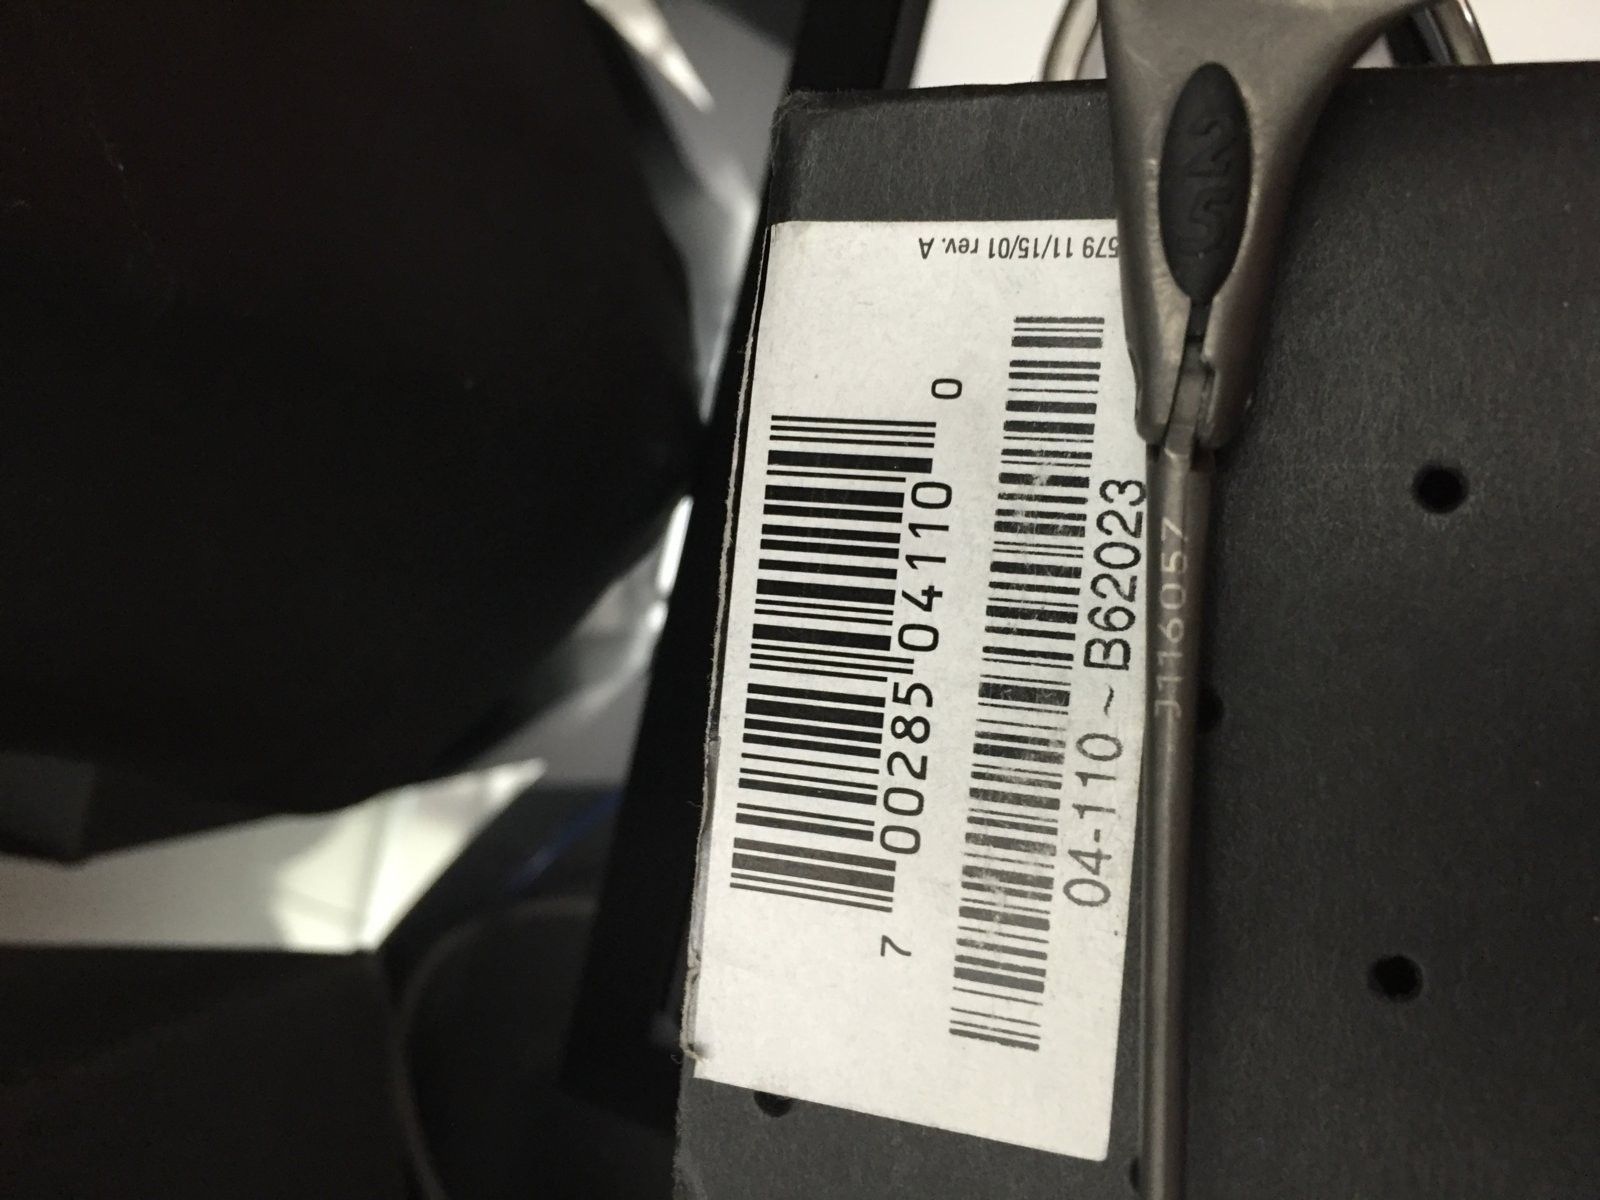 579 11/15/01 rev. A
7 00285 04110 0
04-110 ~ B62023
J116057